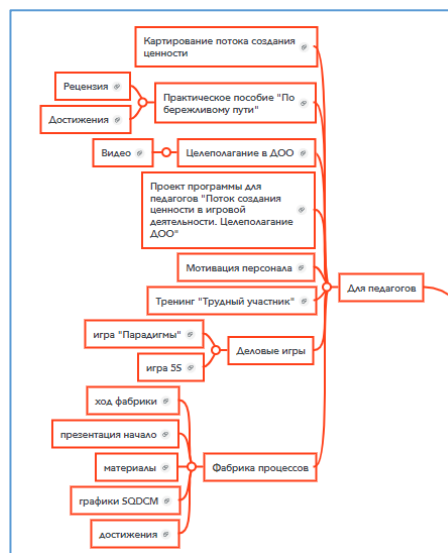 Картирование потока создания
ценности
Рецензия
Практическое пособие "По
бережливому пути"
Достижения
Видео
Целеполагание в ДОО
Проект программы для
педагогов "Поток создания
ценности в игровой
деятельности. Целеполагание
ДОО"
Мотивация персонала
Для педагогов
Тренинг "Трудный участник"
игра "Парадигмы"
Деловые игры
игра 5S
ход фабрики
презентация начало
материалы
Фабрика процессов
графики SQDCM
достижения